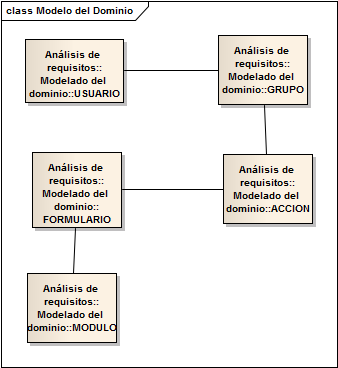 class Modelo del Dominio
Análisis de
requisitos::
Modelado del
dominio::USUARIO
Análisis de
requisitos::
Modelado del
dominio::GRUPO
Análisis de
requisitos::
Modelado del
dominio::
FORMULARIO
Análisis de
requisitos::
Modelado del
dominio::ACCION
Análisis de
requisitos::
Modelado del
dominio::MODULO